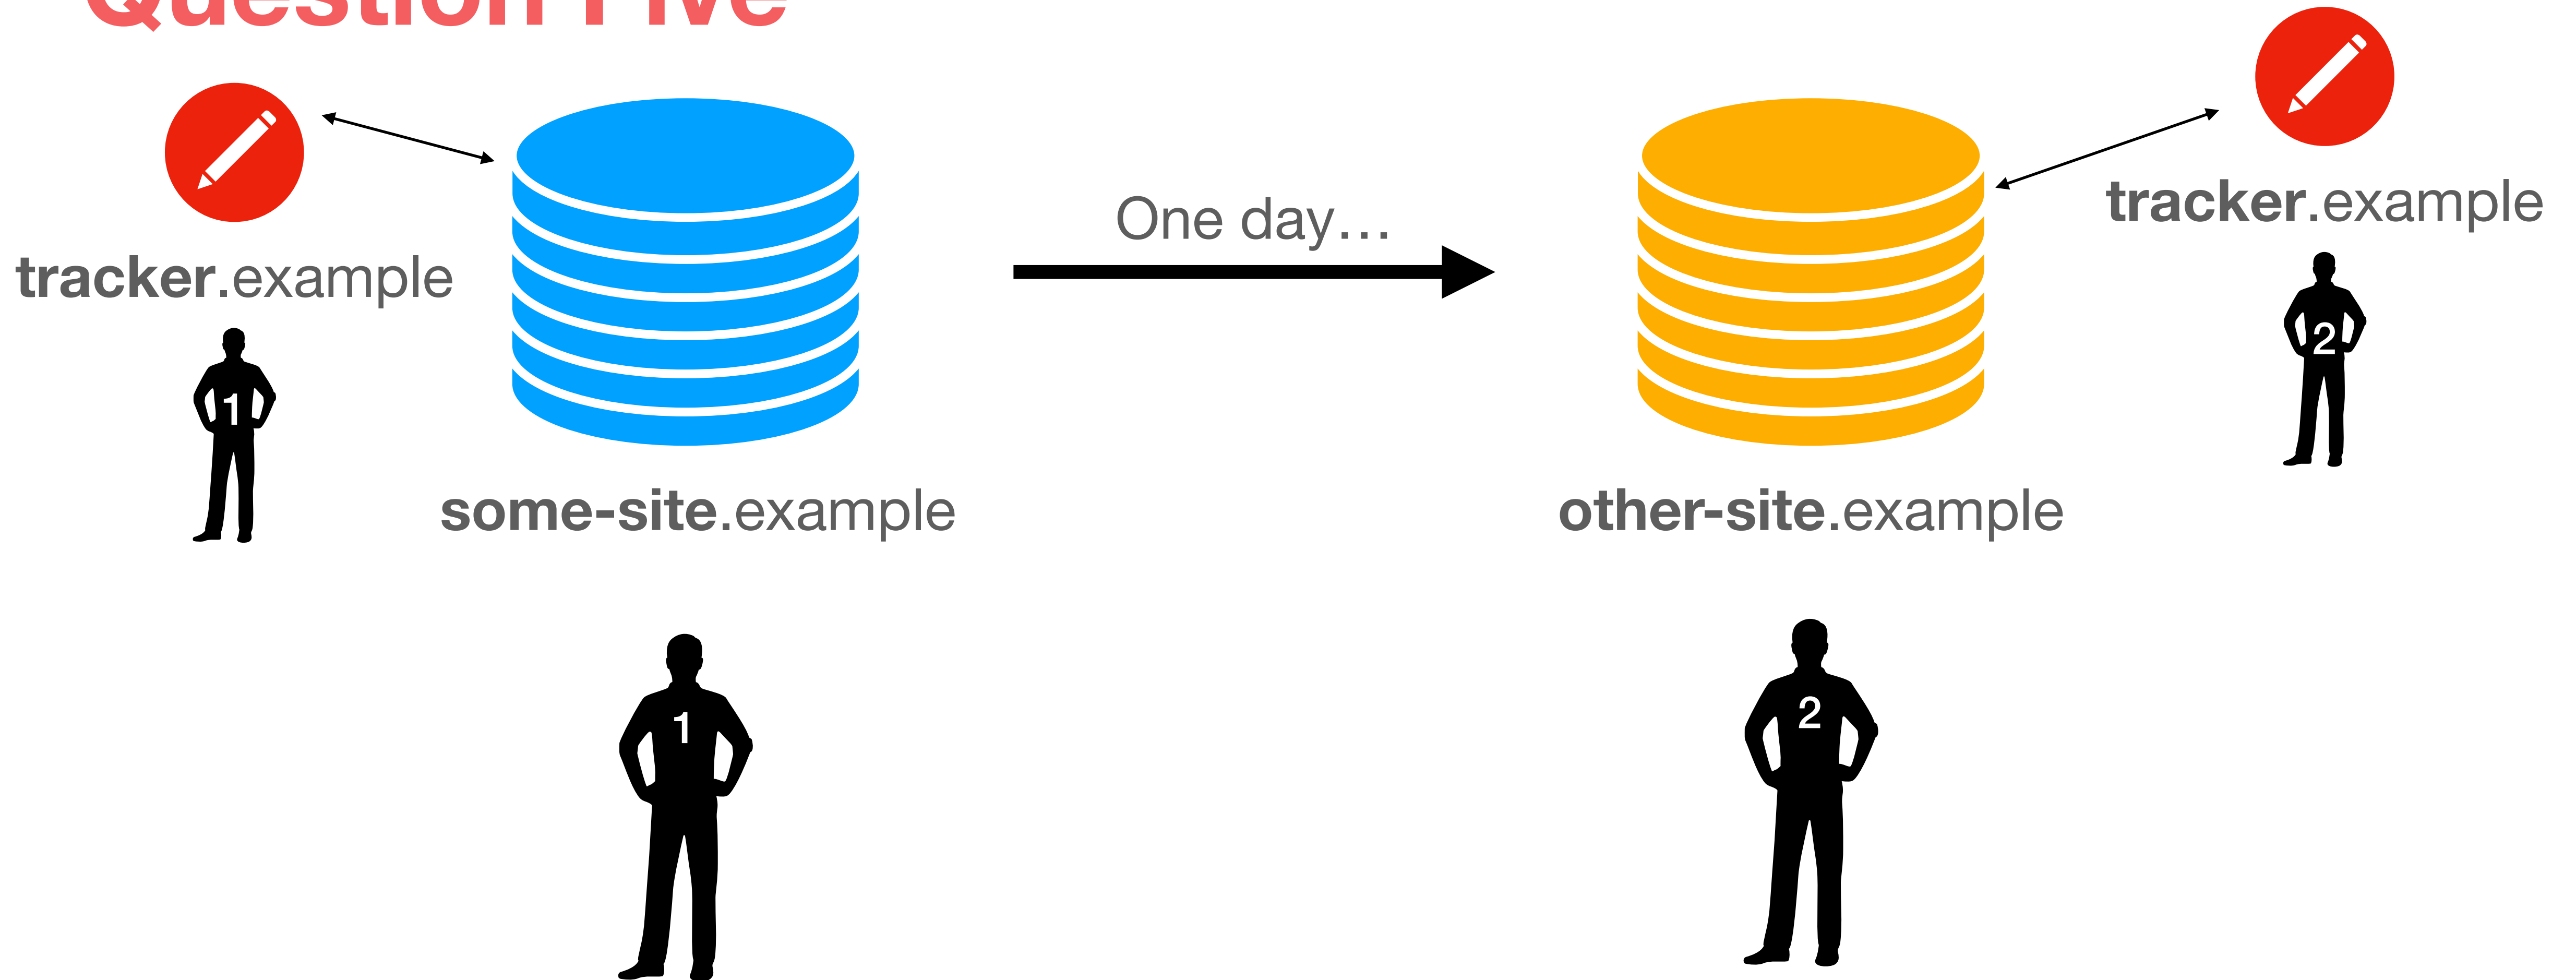 Question Five
tracker.example
1
some-site.example
1
One day…
other-site.example
2
tracker.example
2